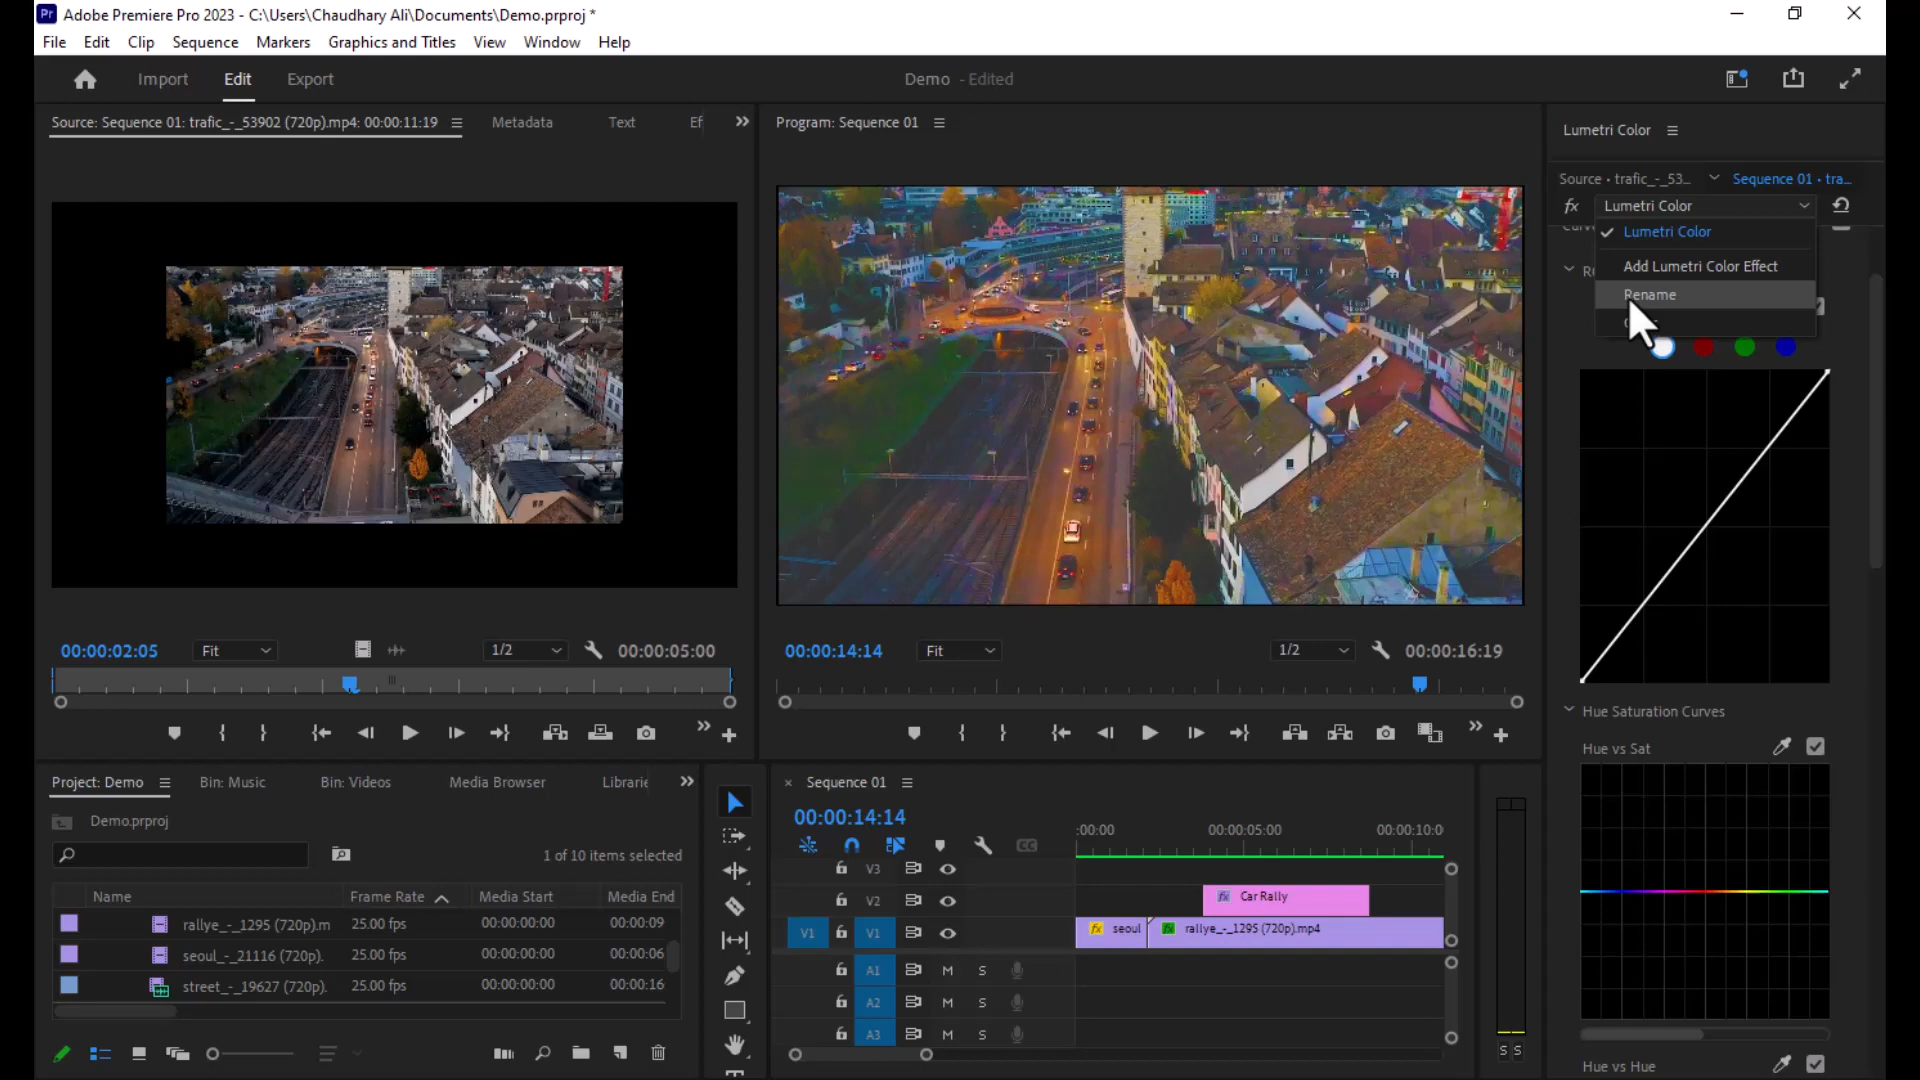 Pr Adobe Premiere Pro 2023 - C:\Users\Chaudhary Ali\Documents\Demo.prproj *
File Edit Clip Sequence Markers Graphics and Titles View Window Help
Import Edit Export
Demo - Edited
Source: Sequence 01: trafic_-_53902 (720p).mp4: 00:00:11:19
Metadata
Text
Ef
Program: Sequence 01
Lumetri Color
Source • trafic_-_53...
Sequence 01 • tra...
fx Lumetri Color
Lumetri Color
Add Lumetri Color Effect
Rename
00:00:02:05
Fit
1/2
00:00:05:00
00:00:14:14
Fit
1/2
00:00:16:19
Hue Saturation Curves
Hue vs Sat
Hue vs Hue
Project: Demo
Bin: Music
Bin: Videos
Media Browser
Librarie
Demo.prproj
1 of 10 items selected
Name Frame Rate Media Start Media End
rallye_-_1295 (720p).m 25.00 fps 00:00:00:00 00:00:09
seoul_-_21116 (720p). 25.00 fps 00:00:00:00 00:00:06
street_-_19627 (720p). 25.00 fps 00:00:00:00 00:00:16
× Sequence 01
00:00:14:14
:00:00 00:00:05:00 00:00:10:0
CC
V3
V2
fx Car Rally
V1 V1
fx seoul
fx rallye_-_1295 (720p).mp4
A1 M S
A2 M S
A3 M S
S S